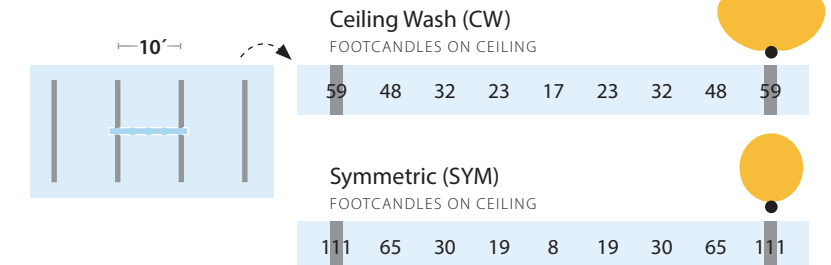 Ceiling Wash (CW)
FOOTCANDLES ON CEILING
10´
59 48 32 23 17 23 32 48 59
Symmetric (SYM)
FOOTCANDLES ON CEILING
111 65 30 19 8 19 30 65 111